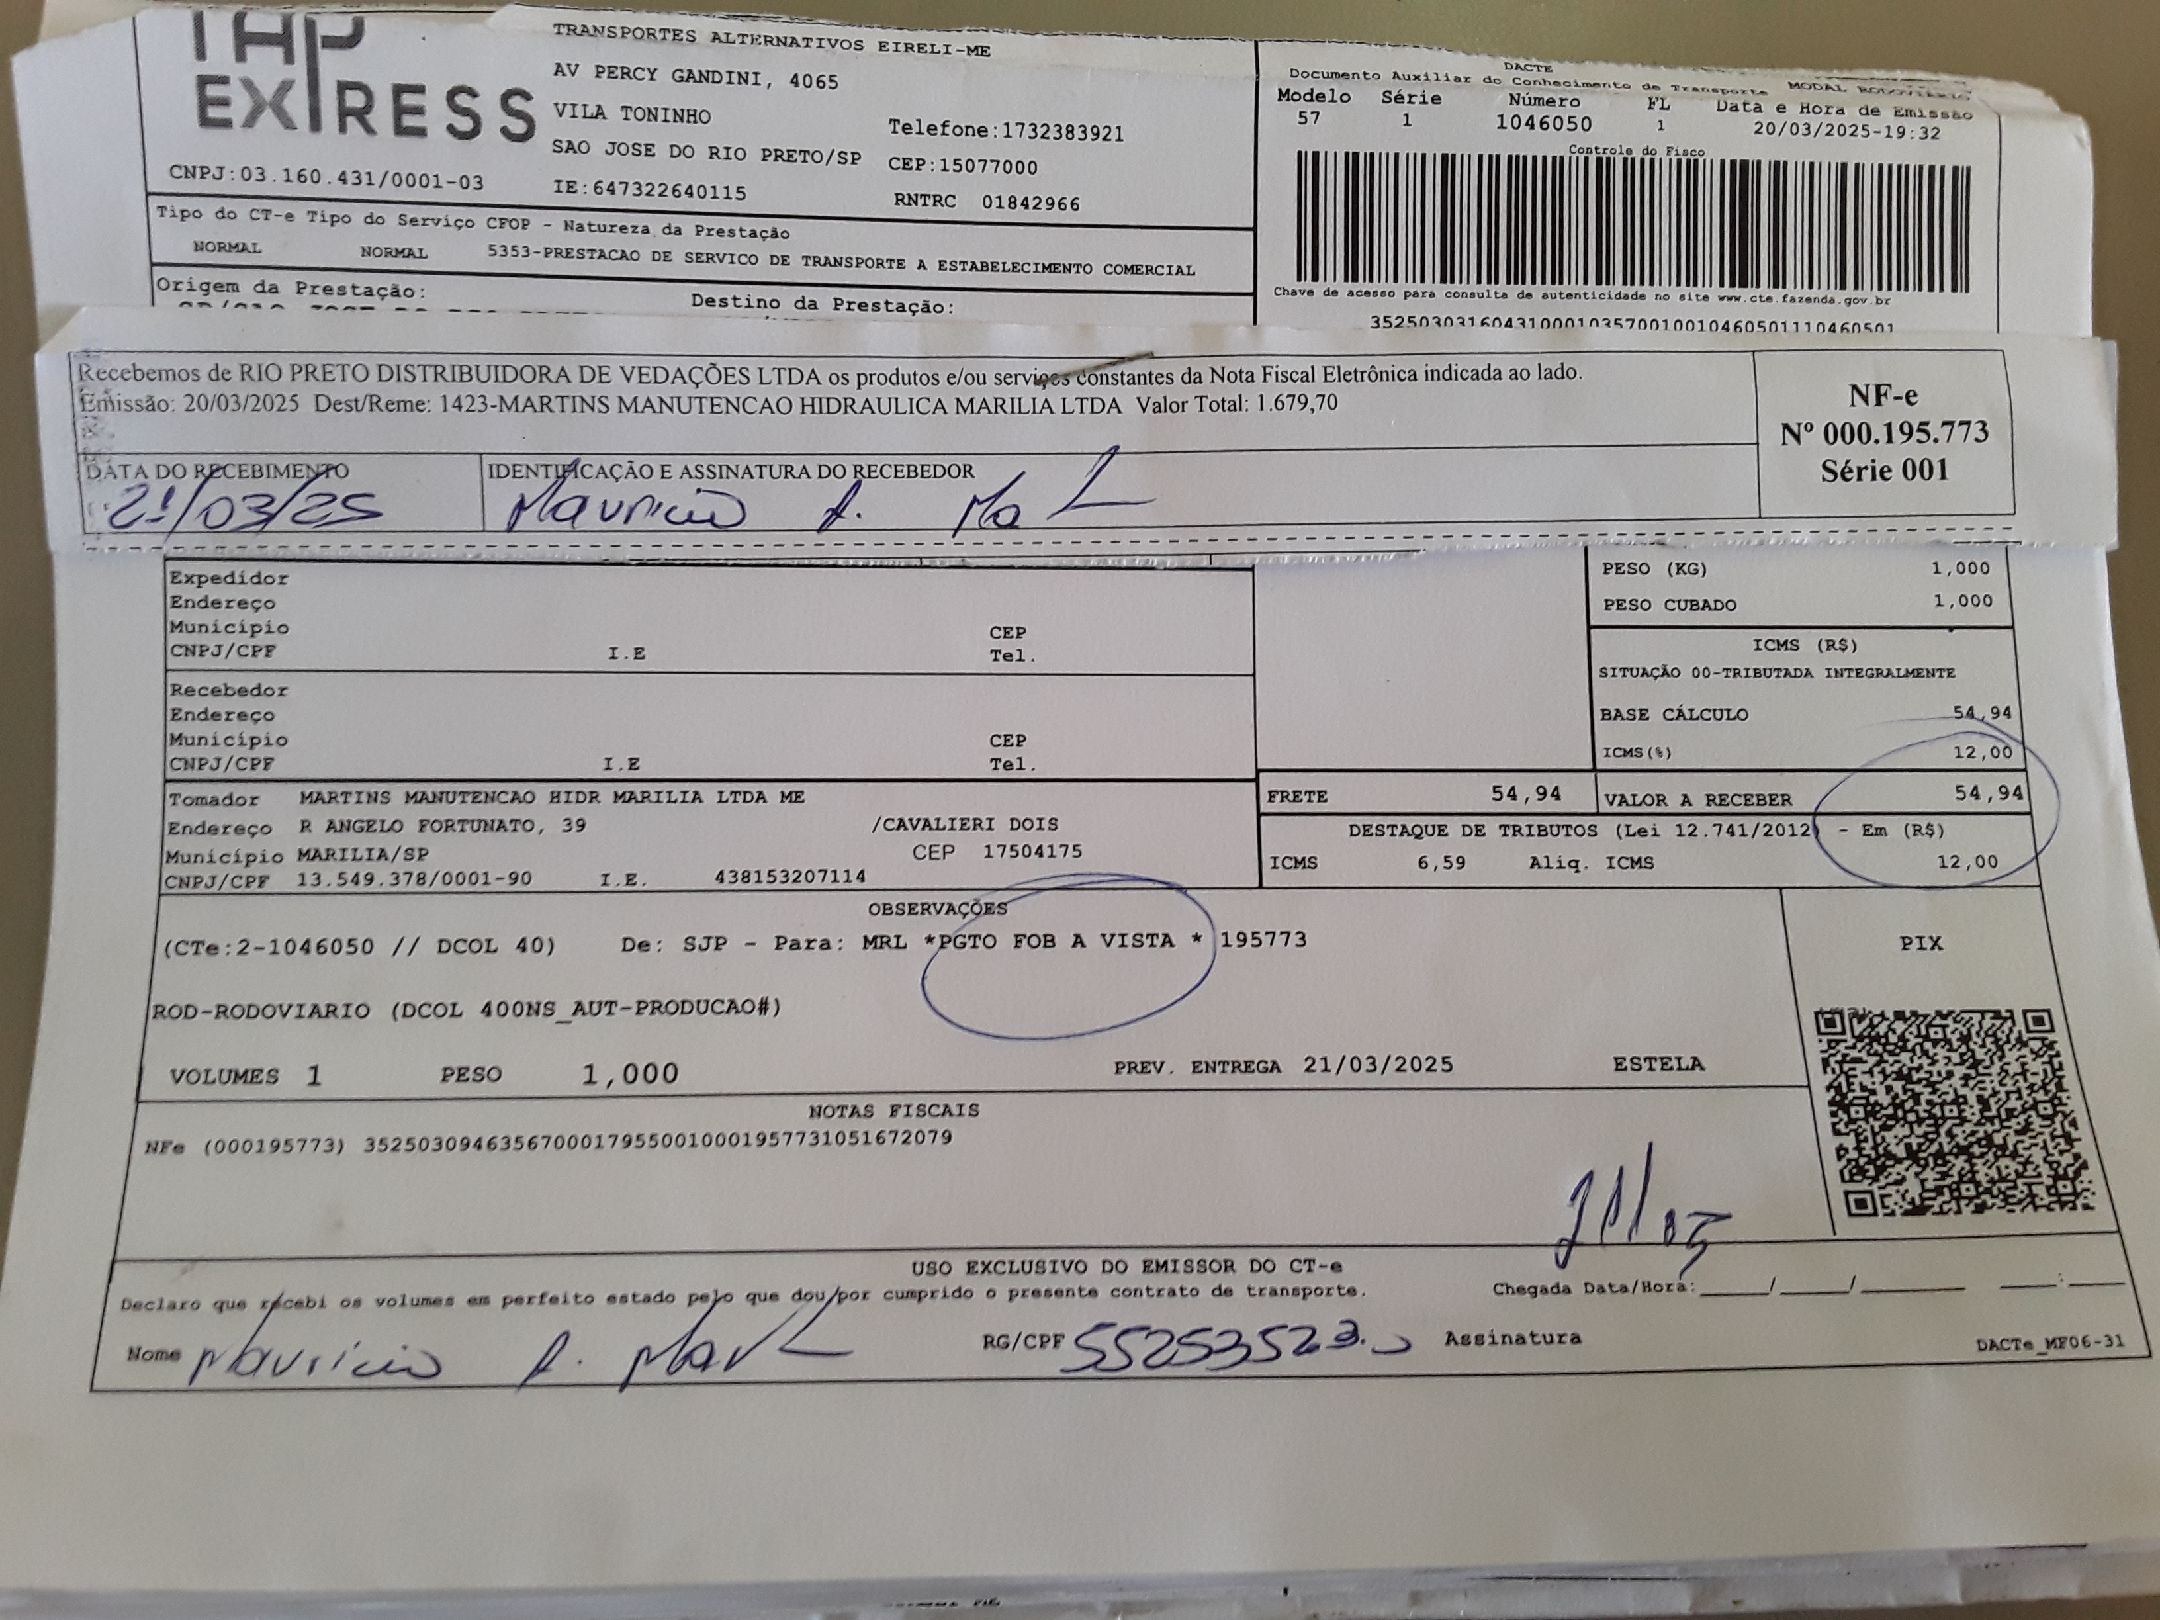 TAP
EXPRESS
TRANSPORTES ALTERNATIVOS EIRELI-ME
AV PERCY GANDINI, 4065
VILA TONINHO
Telefone:1732383921
SAO JOSE DO RIO PRETO/SP CEP:15077000
CNPJ:03.160.431/0001-03 IE:647322640115 RNTRC 01842966
Tipo do CT-e Tipo do Serviço CFOP - Natureza da Prestação
NORMAL NORMAL 5353-PRESTACAO DE SERVICO DE TRANSPORTE A ESTABELECIMENTO COMERCIAL
Origem da Prestação: Destino da Prestação:
DACTE
Documento Auxiliar do Conhecimento de Transporte MODAL RODOVIÁRIO
Modelo Série Número FL Data e Hora de Emissão
57 1 1046050 1 20/03/2025-19:32
Controle do Fisco
Chave de acesso para consulta de autenticidade no site www.cte.fazenda.gov.br
Recebemos de RIO PRETO DISTRIBUIDORA DE VEDAÇÕES LTDA os produtos e/ou serviços constantes da Nota Fiscal Eletrônica indicada ao lado.
Emissão: 20/03/2025 Dest/Reme: 1423-MARTINS MANUTENCAO HIDRAULICA MARILIA LTDA Valor Total: 1.679,70
NF-e
Nº 000.195.773
Série 001
DATA DO RECEBIMENTO IDENTIFICAÇÃO E ASSINATURA DO RECEBEDOR
21/03/25 Mauricio A.
Expedidor
Endereço
Município CEP
CNPJ/CPF I.E Tel.
Recebedor
Endereço
Município CEP
CNPJ/CPF I.E Tel.
PESO (KG) 1,000
PESO CUBADO 1,000
ICMS (R$)
SITUAÇÃO 00-TRIBUTADA INTEGRALMENTE
BASE CÁLCULO 54,94
ICMS(%) 12,00
Tomador MARTINS MANUTENCAO HIDR MARILIA LTDA ME
Endereço R ANGELO FORTUNATO, 39 /CAVALIERI DOIS
Município MARILIA/SP CEP 17504175
CNPJ/CPF 13.549.378/0001-90 I.E. 438153207114
FRETE 54,94 VALOR A RECEBER 54,94
DESTAQUE DE TRIBUTOS (Lei 12.741/2012) - Em (R$)
ICMS 6,59 Aliq. ICMS 12,00
OBSERVAÇÕES
(CTe:2-1046050 // DCOL 40) De: SJP - Para: MRL *PGTO FOB A VISTA * 195773
ROD-RODOVIARIO (DCOL 400NS_AUT-PRODUCAO#)
VOLUMES 1 PESO 1,000 PREV. ENTREGA 21/03/2025 ESTELA
PIX
NOTAS FISCAIS
NFe (000195773) 35250309463567000179550010001957731051672079
21/03
USO EXCLUSIVO DO EMISSOR DO CT-e
Declaro que recebi os volumes em perfeito estado pelo que dou por cumprido o presente contrato de transporte.
Chegada Data/Hora:____/____/______ ___:___
Nome Mauricio A. RG/CPF Assinatura
DACTe_MF06-31